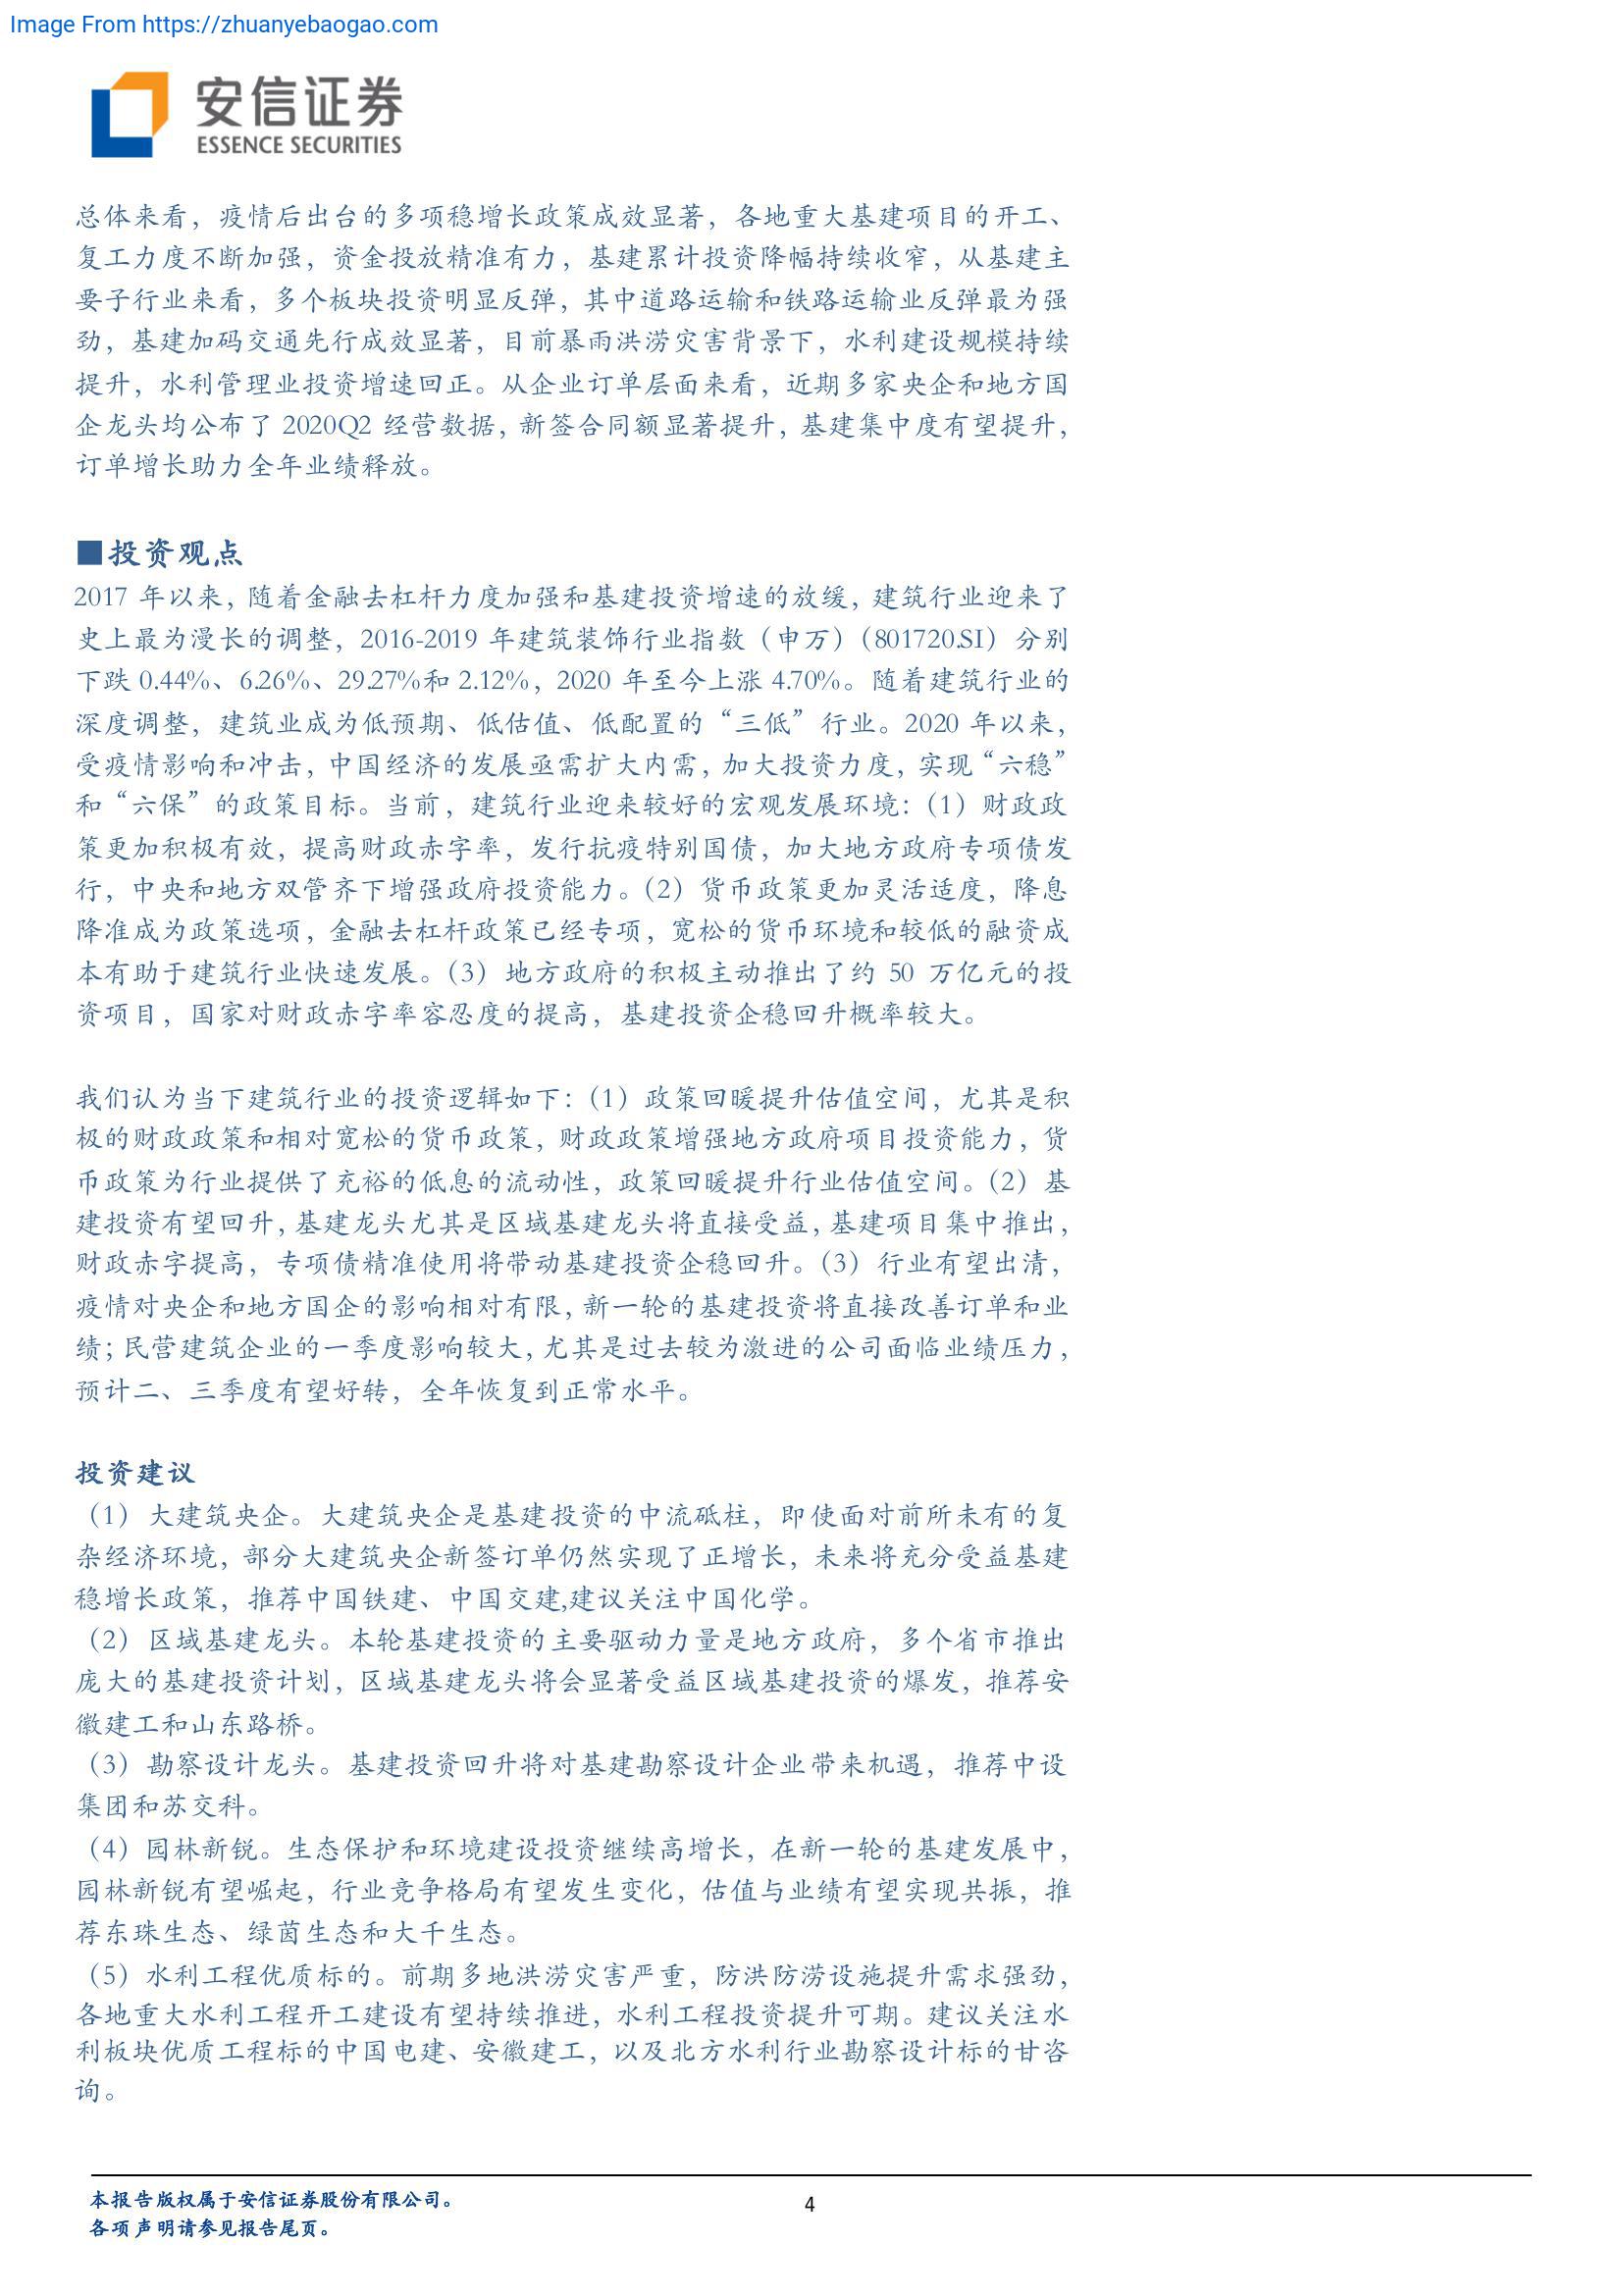 Image From https://zhuanyebaogao.com
安信证券
ESSENCE SECURITIES
总体来看，疫情后出台的多项稳增长政策成效显著，各地重大基建项目的开工、
复工力度不断加强，资金投放精准有力，基建累计投资降幅持续收窄，从基建主
要子行业来看，多个板块投资明显反弹，其中道路运输和铁路运输业反弹最为强
劲，基建加码交通先行成效显著，目前暴雨洪涝灾害背景下，水利建设规模持续
提升，水利管理业投资增速回正。从企业订单层面来看，近期多家央企和地方国
企龙头均公布了 2020Q2 经营数据，新签合同额显著提升，基建集中度有望提升，
订单增长助力全年业绩释放。
■投资观点
2017 年以来，随着金融去杠杆力度加强和基建投资增速的放缓，建筑行业迎来了
史上最为漫长的调整，2016-2019 年建筑装饰行业指数（申万）（801720.SI）分别
下跌 0.44%、6.26%、29.27%和 2.12%，2020 年至今上涨 4.70%。随着建筑行业的
深度调整，建筑业成为低预期、低估值、低配置的“三低”行业。2020 年以来，
受疫情影响和冲击，中国经济的发展亟需扩大内需，加大投资力度，实现“六稳”
和“六保”的政策目标。当前，建筑行业迎来较好的宏观发展环境：（1）财政政
策更加积极有效，提高财政赤字率，发行抗疫特别国债，加大地方政府专项债发
行，中央和地方双管齐下增强政府投资能力。（2）货币政策更加灵活适度，降息
降准成为政策选项，金融去杠杆政策已经专项，宽松的货币环境和较低的融资成
本有助于建筑行业快速发展。（3）地方政府的积极主动推出了约 50 万亿元的投
资项目，国家对财政赤字率容忍度的提高，基建投资企稳回升概率较大。
我们认为当下建筑行业的投资逻辑如下：（1）政策回暖提升估值空间，尤其是积
极的财政政策和相对宽松的货币政策，财政政策增强地方政府项目投资能力，货
币政策为行业提供了充裕的低息的流动性，政策回暖提升行业估值空间。（2）基
建投资有望回升，基建龙头尤其是区域基建龙头将直接受益，基建项目集中推出，
财政赤字提高，专项债精准使用将带动基建投资企稳回升。（3）行业有望出清，
疫情对央企和地方国企的影响相对有限，新一轮的基建投资将直接改善订单和业
绩；民营建筑企业的一季度影响较大，尤其是过去较为激进的公司面临业绩压力，
预计二、三季度有望好转，全年恢复到正常水平。
投资建议
（1）大建筑央企。大建筑央企是基建投资的中流砥柱，即使面对前所未有的复
杂经济环境，部分大建筑央企新签订单仍然实现了正增长，未来将充分受益基建
稳增长政策，推荐中国铁建、中国交建,建议关注中国化学。
（2）区域基建龙头。本轮基建投资的主要驱动力量是地方政府，多个省市推出
庞大的基建投资计划，区域基建龙头将会显著受益区域基建投资的爆发，推荐安
徽建工和山东路桥。
（3）勘察设计龙头。基建投资回升将对基建勘察设计企业带来机遇，推荐中设
集团和苏交科。
（4）园林新锐。生态保护和环境建设投资继续高增长，在新一轮的基建发展中，
园林新锐有望崛起，行业竞争格局有望发生变化，估值与业绩有望实现共振，推
荐东珠生态、绿茵生态和大千生态。
（5）水利工程优质标的。前期多地洪涝灾害严重，防洪防涝设施提升需求强劲，
各地重大水利工程开工建设有望持续推进，水利工程投资提升可期。建议关注水
利板块优质工程标的中国电建、安徽建工，以及北方水利行业勘察设计标的甘咨
询。
本报告版权属于安信证券股份有限公司。
各项声明请参见报告尾页。
4